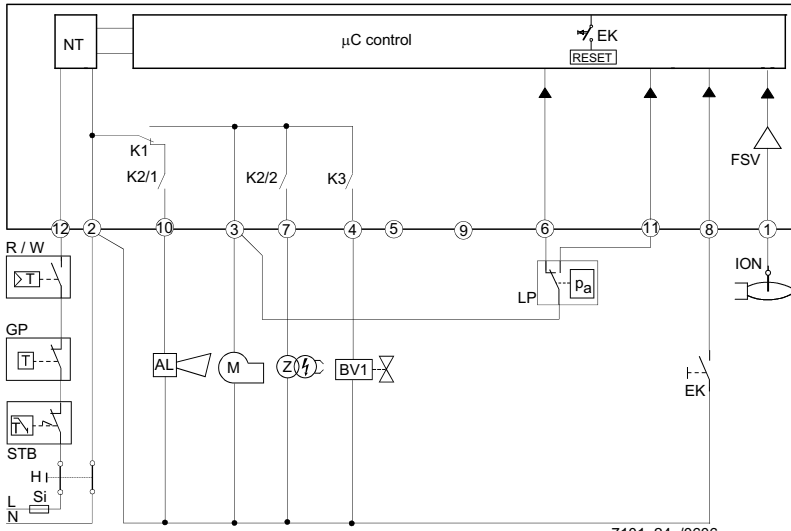 NT
µC control
EK
RESET
FSV
K1
K2/1
K2/2
K3
12
2
10
3
7
4
5
9
6
11
8
1
R / W
T
GP
T
STB
T
H
L
Si
N
AL
M
Z
BV1
LP
pa
ION
EK